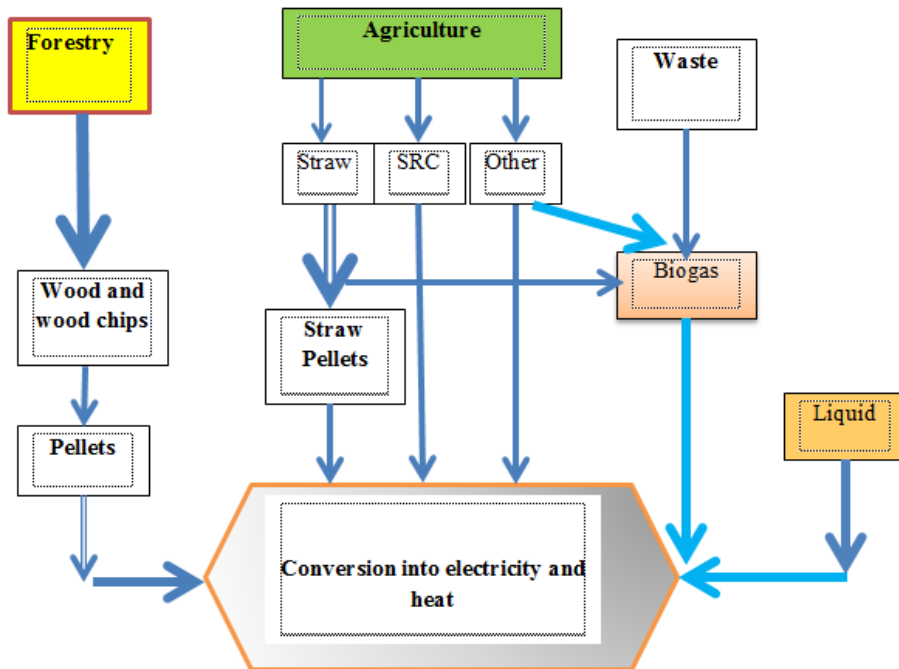 Forestry
Agriculture
Waste
Straw
SRC
Other
Biogas
Wood and
wood chips
Straw
Pellets
Liquid
Pellets
Conversion into electricity and
heat